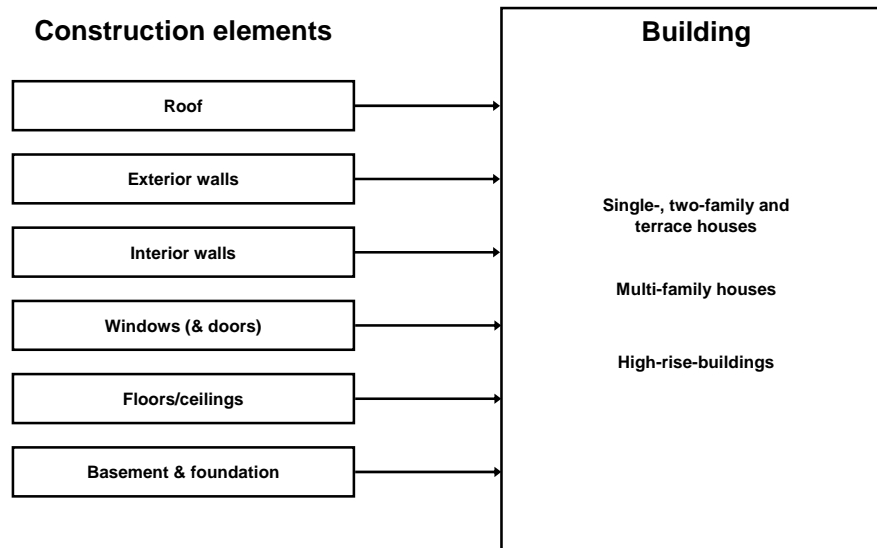 Construction elements
Building
Roof
Exterior walls
Interior walls
Windows (& doors)
Floors/ceilings
Basement & foundation
Single-, two-family and
terrace houses
Multi-family houses
High-rise-buildings